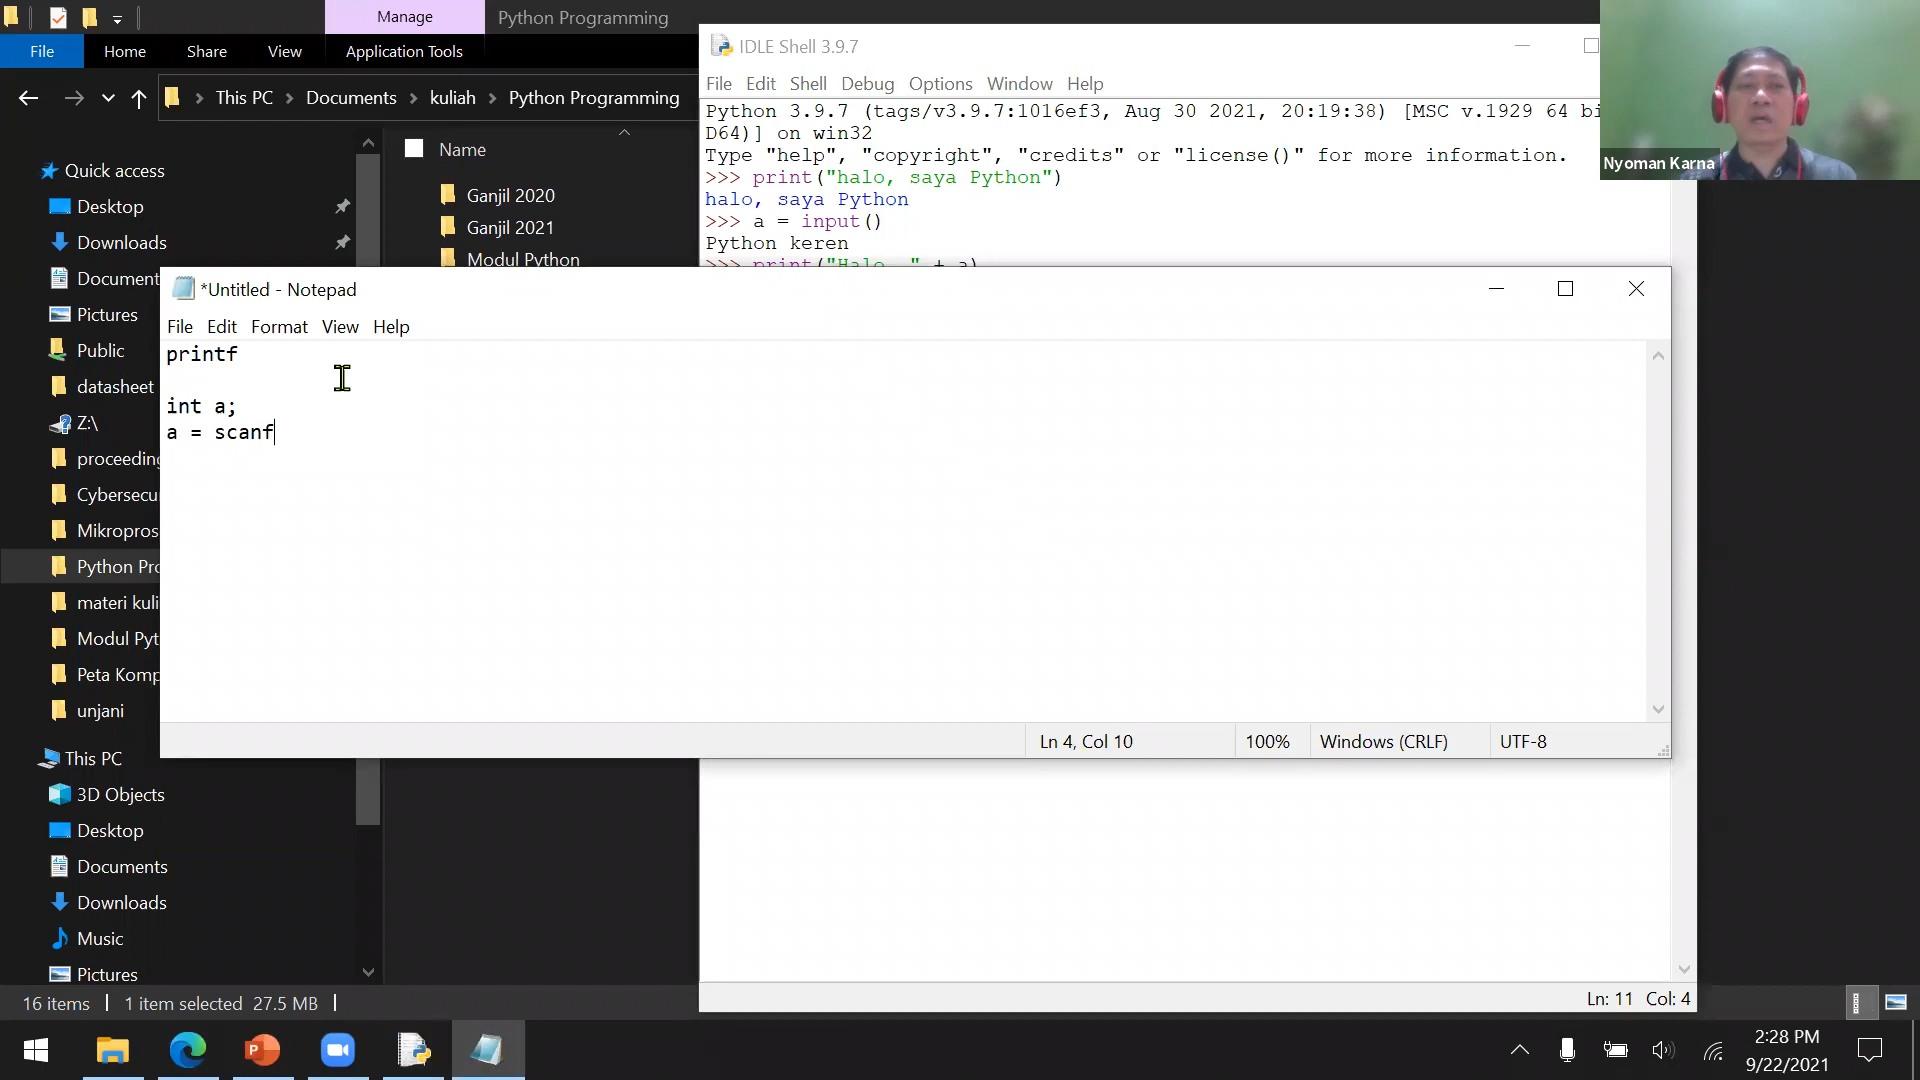 Manage
Python Programming
File
Home
Share
View
Application Tools
This PC
Documents
kuliah
Python Programming
Quick access
Desktop
Downloads
Document
Pictures
Public
datasheet
Z:\
proceeding
Cybersecu
Mikropros
Python Pro
materi kuli
Modul Pyt
Peta Komp
unjani
This PC
3D Objects
Desktop
Documents
Downloads
Music
Pictures
Name
Ganjil 2020
Ganjil 2021
Modul Python
16 items
1 item selected 27.5 MB
IDLE Shell 3.9.7
File Edit Shell Debug Options Window Help
Python 3.9.7 (tags/v3.9.7:1016ef3, Aug 30 2021, 20:19:38) [MSC v.1929 64 bi
D64)] on win32
Type "help", "copyright", "credits" or "license()" for more information.
>>> print("halo, saya Python")
halo, saya Python
>>> a = input()
Python keren
>>> print("Halo, " + a)
Ln: 11 Col: 4
Nyoman Karna
*Untitled - Notepad
File Edit Format View Help
printf
int a;
a = scanf
Ln 4, Col 10
100%
Windows (CRLF)
UTF-8
2:28 PM
9/22/2021